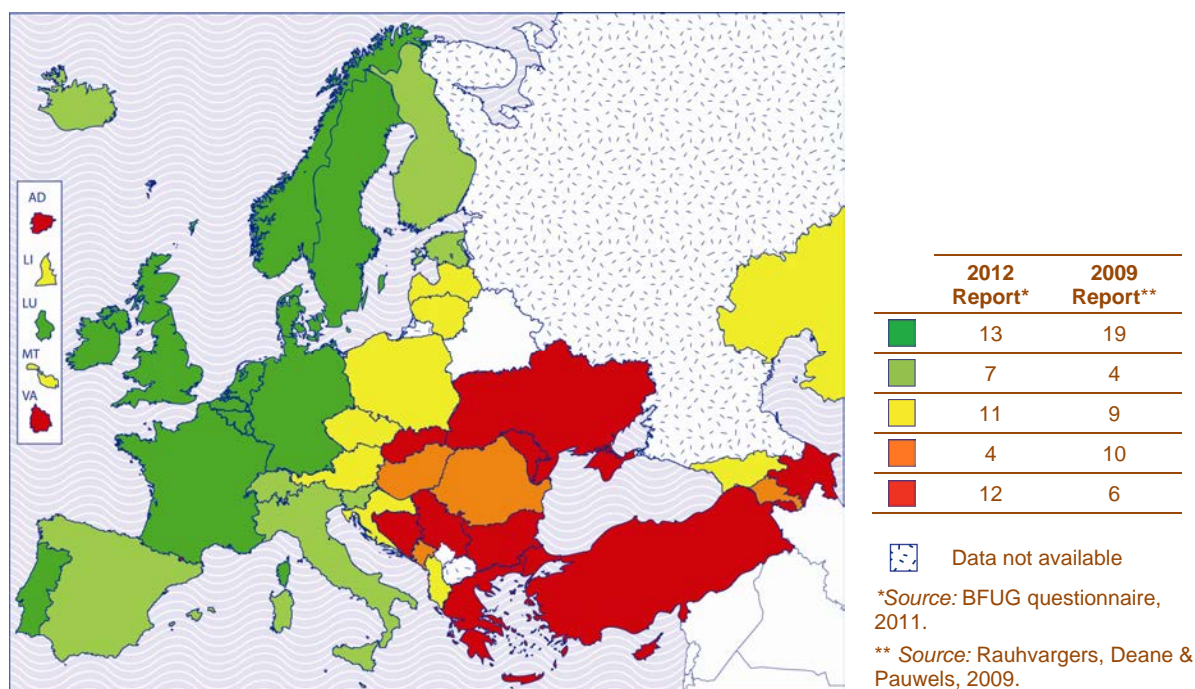 AD
LI
LU
MT
VA
2012 Report* 2009 Report**
13 19
7 4
11 9
4 10
12 6
Data not available
*Source: BFUG questionnaire,
2011.
** Source: Rauhvargers, Deane &
Pauwels, 2009.